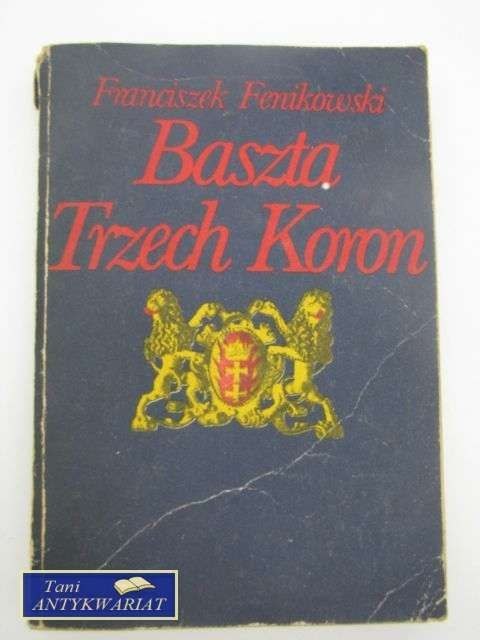 Franciszek Fenikowski
Baszta
Trzech Koron
Tani
ANTYKWARIAT